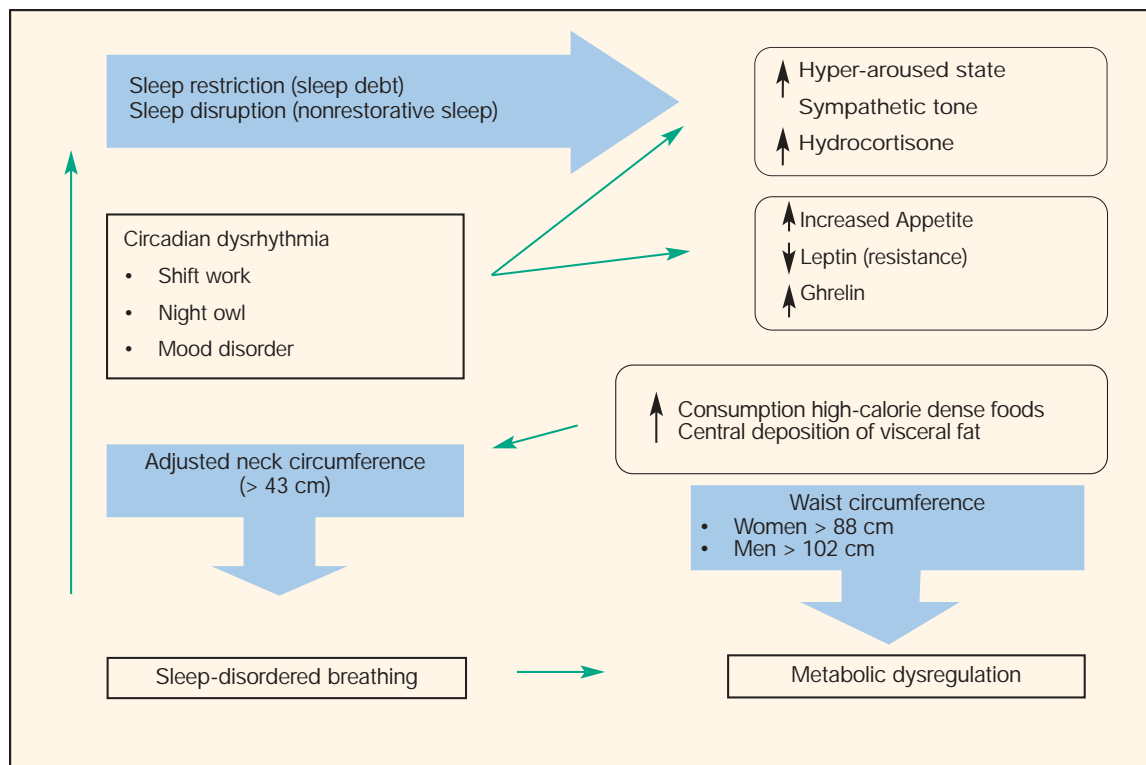 Sleep restriction (sleep debt)
Sleep disruption (nonrestorative sleep)
Hyper-aroused state
Sympathetic tone
Hydrocortisone
Circadian dysrhythmia
• Shift work
• Night owl
• Mood disorder
Increased Appetite
Leptin (resistance)
Ghrelin
Consumption high-calorie dense foods
Central deposition of visceral fat
Adjusted neck circumference
(> 43 cm)
Waist circumference
• Women > 88 cm
• Men > 102 cm
Sleep-disordered breathing
Metabolic dysregulation